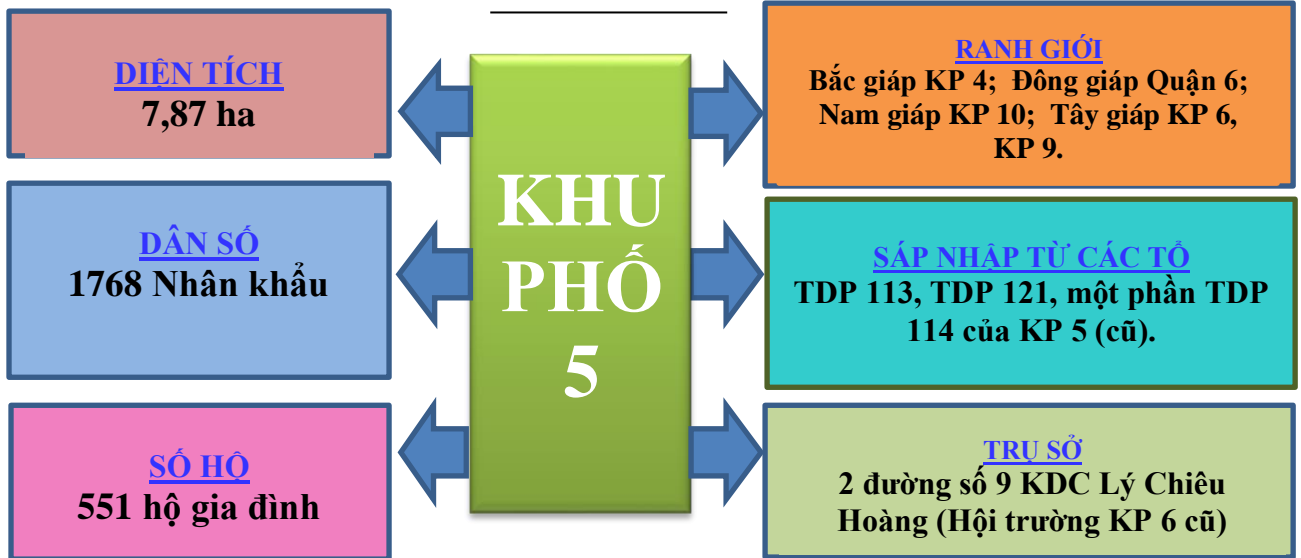 DIỆN TÍCH
7,87 ha
DÂN SỐ
1768 Nhân khẩu
SỐ HỘ
551 hộ gia đình
KHU
PHỐ
5
RANH GIỚI
Bắc giáp KP 4; Đông giáp Quận 6;
Nam giáp KP 10; Tây giáp KP 6,
KP 9.
SÁP NHẬP TỪ CÁC TỔ
TDP 113, TDP 121, một phần TDP
114 của KP 5 (cũ).
TRỤ SỞ
2 đường số 9 KDC Lý Chiêu
Hoàng (Hội trường KP 6 cũ)